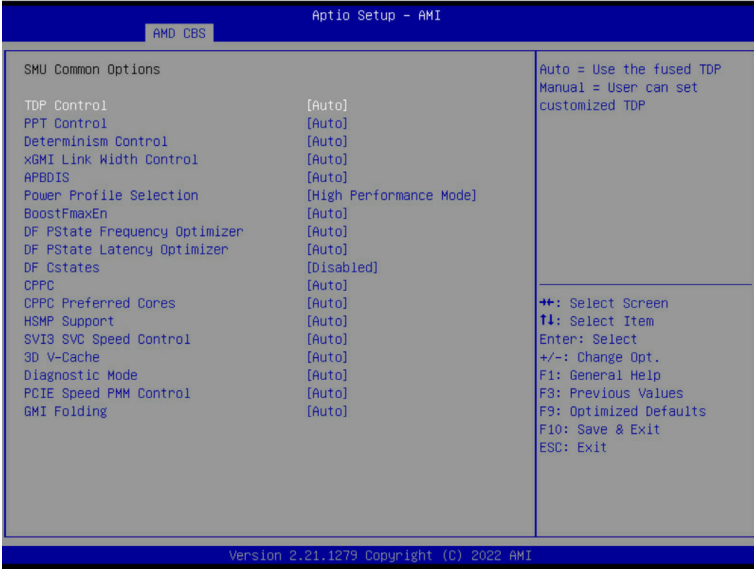 Aptio Setup - AMI
AMD CBS
SMU Common Options
TDP Control [Auto]
PPT Control [Auto]
Determinism Control [Auto]
xGMI Link Width Control [Auto]
APBDIS [Auto]
Power Profile Selection [High Performance Mode]
BoostFmaxEn [Auto]
DF PState Frequency Optimizer [Auto]
DF PState Latency Optimizer [Auto]
DF Cstates [Disabled]
CPPC [Auto]
CPPC Preferred Cores [Auto]
HSMP Support [Auto]
SVI3 SVC Speed Control [Auto]
3D V-Cache [Auto]
Diagnostic Mode [Auto]
PCIE Speed PMM Control [Auto]
GMI Folding [Auto]
Auto = Use the fused TDP
Manual = User can set
customized TDP
→←: Select Screen
↑↓: Select Item
Enter: Select
+/-: Change Opt.
F1: General Help
F3: Previous Values
F9: Optimized Defaults
F10: Save & Exit
ESC: Exit
Version 2.21.1279 Copyright (C) 2022 AMI